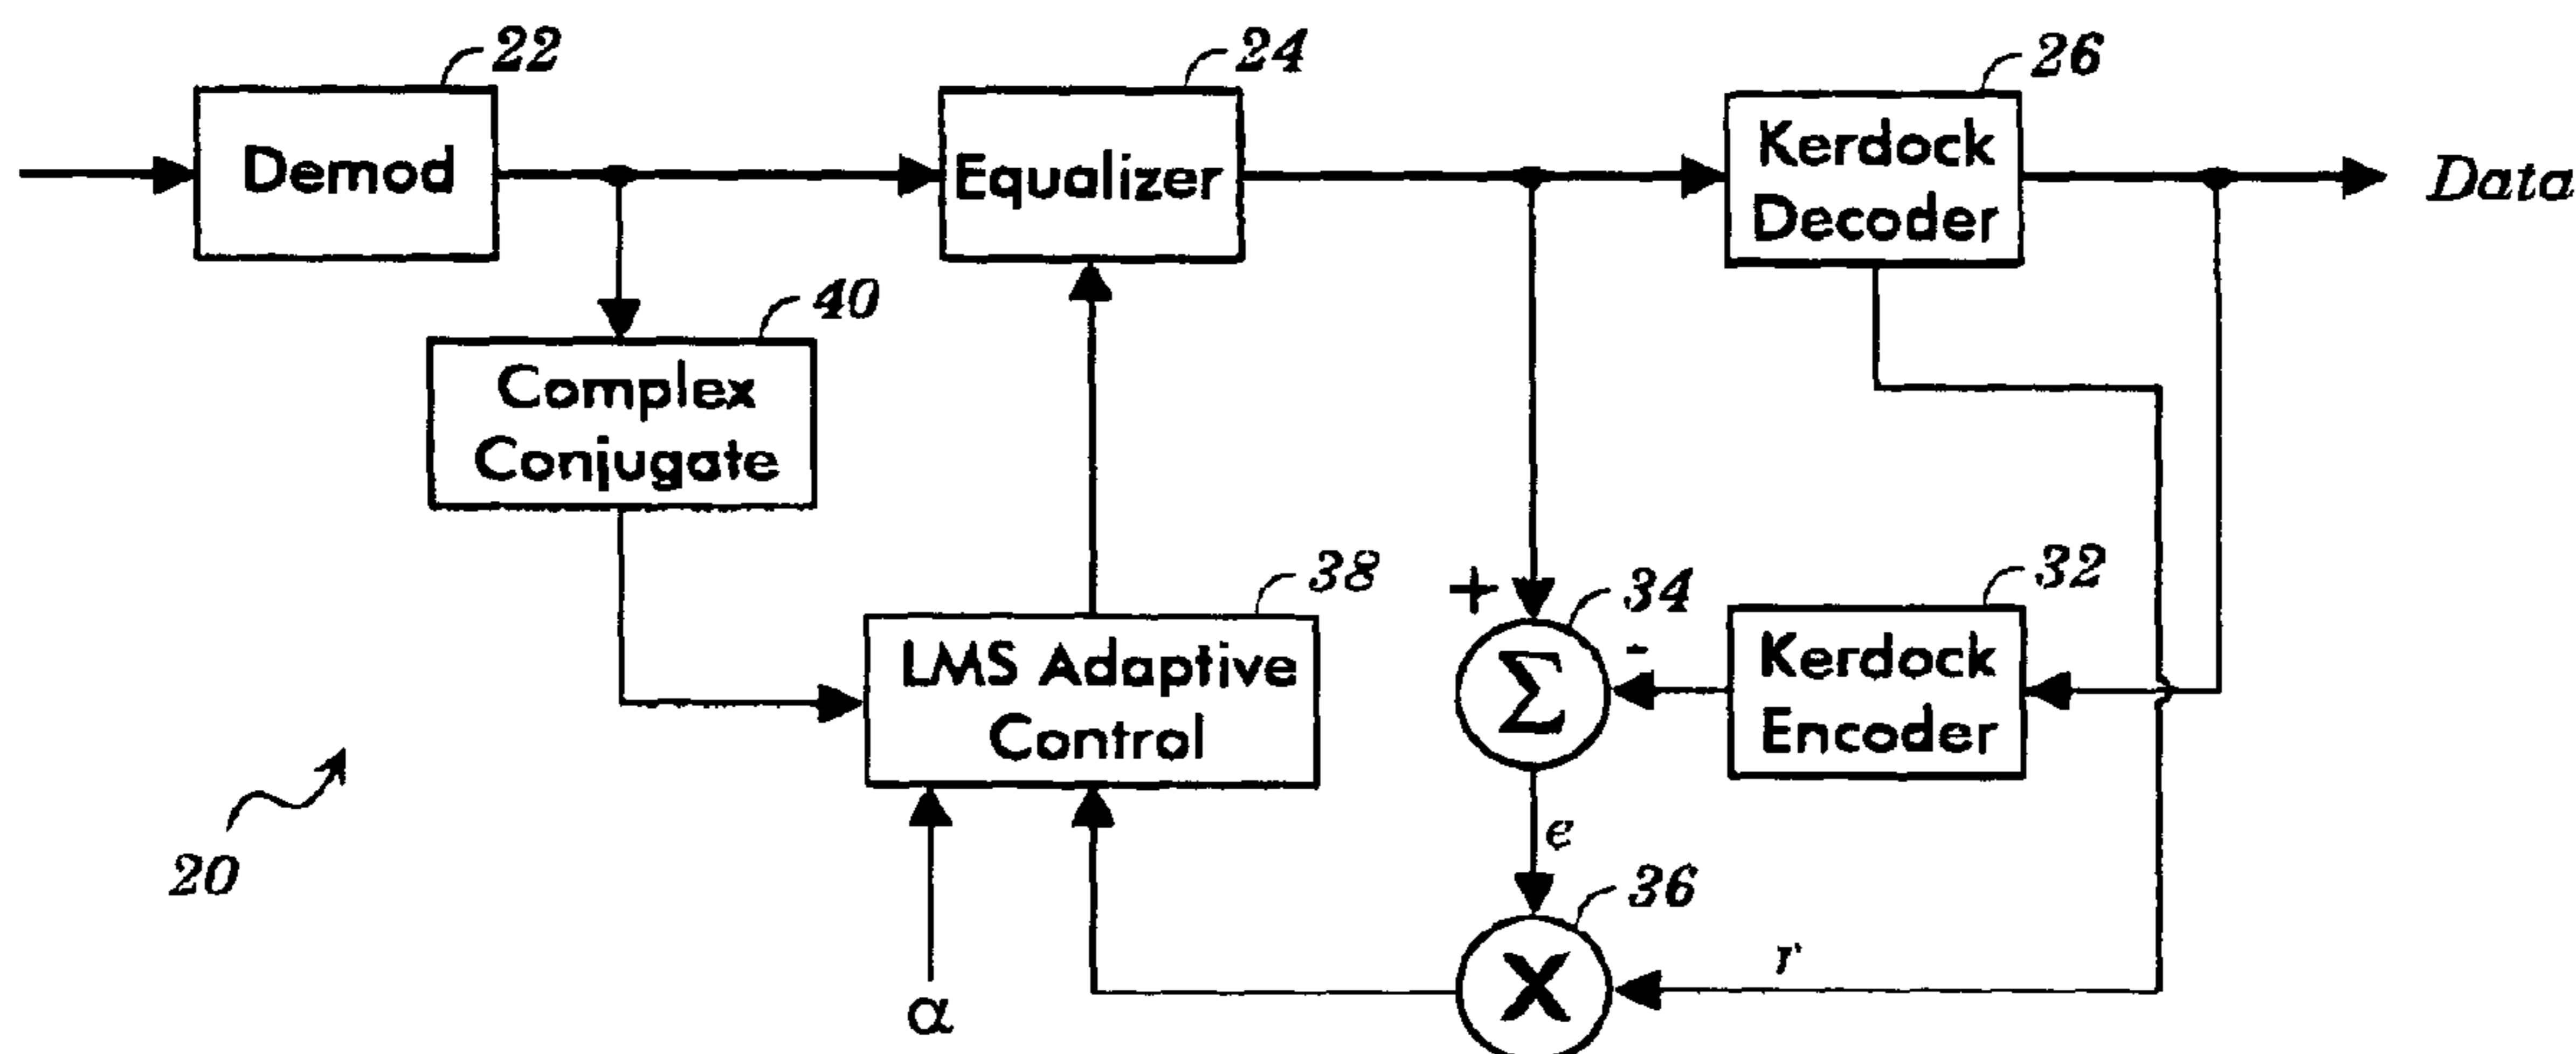 22
24
26
Demod
Equalizer
Kerdock
Decoder
Data
40
Complex
Conjugate
38
34
32
+
-
LMS Adaptive
Control
Σ
Kerdock
Encoder
20
e
36
α
X
r